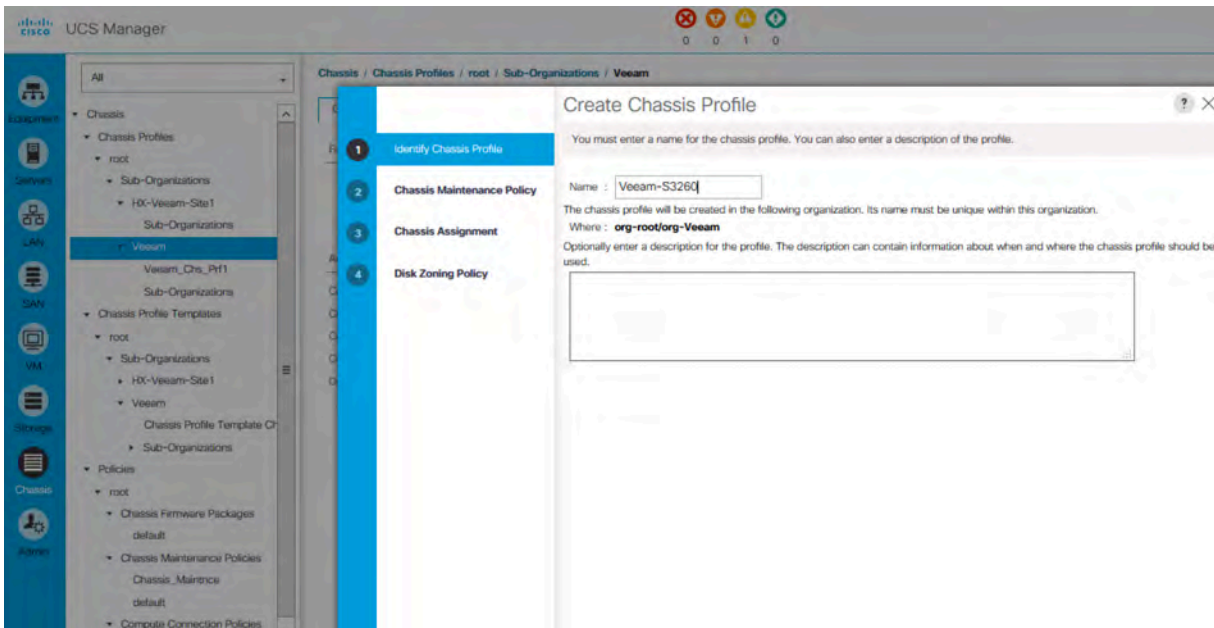 cisco UCS Manager
0 0 1 0
All
Chassis / Chassis Profiles / root / Sub-Organizations / Veeam
Equipment
Servers
LAN
SAN
VM
Storage
Chassis
Admin
Chassis
Chassis Profiles
root
Sub-Organizations
HX-Veeam-Site1
Sub-Organizations
Veeam
Veeam_Chs_Prf1
Sub-Organizations
Chassis Profile Templates
root
Sub-Organizations
HX-Veeam-Site1
Veeam
Chassis Profile Template Ch
Sub-Organizations
Policies
root
Chassis Firmware Packages
default
Chassis Maintenance Policies
Chassis_Maintnce
default
Compute Connection Policies
1 Identify Chassis Profile
2 Chassis Maintenance Policy
3 Chassis Assignment
4 Disk Zoning Policy
Create Chassis Profile
? ×
You must enter a name for the chassis profile. You can also enter a description of the profile.
Name : Veeam-S3260
The chassis profile will be created in the following organization. Its name must be unique within this organization.
Where : org-root/org-Veeam
Optionally enter a description for the profile. The description can contain information about when and where the chassis profile should be
used.